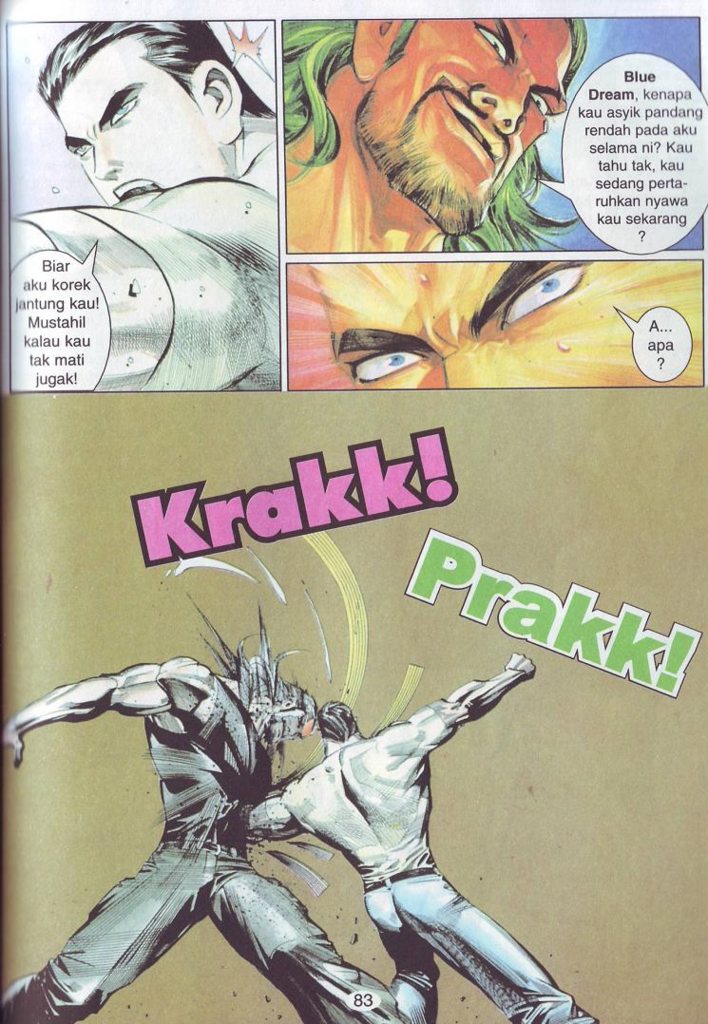 Biar
aku korek
jantung kau!
Mustahil
kalau kau
tak mati
jugak!
Blue
Dream, kenapa
kau asyik pandang
rendah pada aku
selama ni? Kau
tahu tak, kau
sedang perta-
ruhkan nyawa
kau sekarang
?
A...
apa
?
Krakk!
Prakk!
83